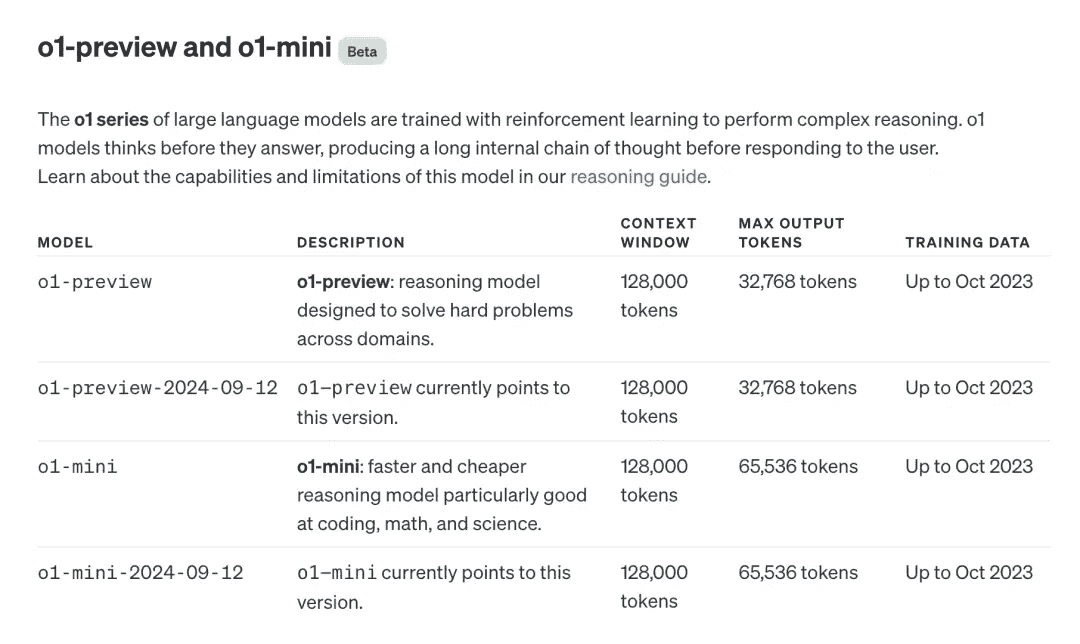 o1-preview and o1-mini Beta
The o1 series of large language models are trained with reinforcement learning to perform complex reasoning. o1
models thinks before they answer, producing a long internal chain of thought before responding to the user.
Learn about the capabilities and limitations of this model in our reasoning guide.
MODEL DESCRIPTION CONTEXT WINDOW MAX OUTPUT TOKENS TRAINING DATA
o1-preview o1-preview: reasoning model 128,000 32,768 tokens Up to Oct 2023
designed to solve hard problems tokens
across domains.
o1-preview-2024-09-12 o1–preview currently points to 128,000 32,768 tokens Up to Oct 2023
this version. tokens
o1-mini o1-mini: faster and cheaper 128,000 65,536 tokens Up to Oct 2023
reasoning model particularly good tokens
at coding, math, and science.
o1-mini-2024-09-12 o1–mini currently points to this 128,000 65,536 tokens Up to Oct 2023
version. tokens